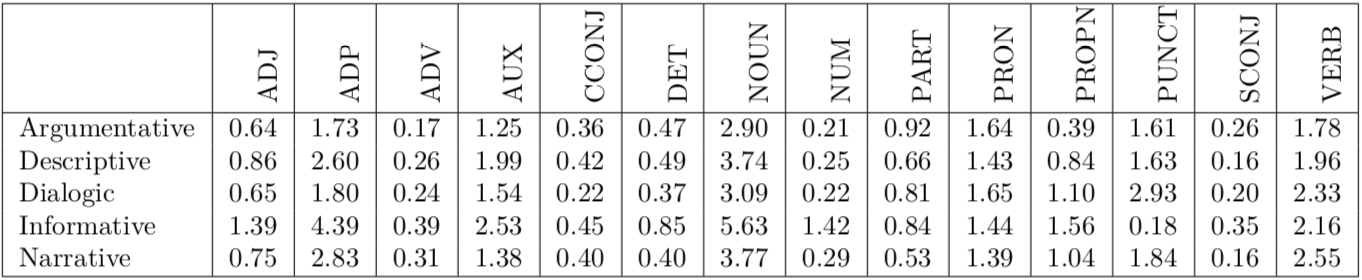 ADJ ADP ADV AUX CCONJ DET NOUN NUM PART PRON PROPN PUNCT SCONJ VERB
Argumentative 0.64 1.73 0.17 1.25 0.36 0.47 2.90 0.21 0.92 1.64 0.39 1.61 0.26 1.78
Descriptive 0.86 2.60 0.26 1.99 0.42 0.49 3.74 0.25 0.66 1.43 0.84 1.63 0.16 1.96
Dialogic 0.65 1.80 0.24 1.54 0.22 0.37 3.09 0.22 0.81 1.65 1.10 2.93 0.20 2.33
Informative 1.39 4.39 0.39 2.53 0.45 0.85 5.63 1.42 0.84 1.44 1.56 0.18 0.35 2.16
Narrative 0.75 2.83 0.31 1.38 0.40 0.40 3.77 0.29 0.53 1.39 1.04 1.84 0.16 2.55